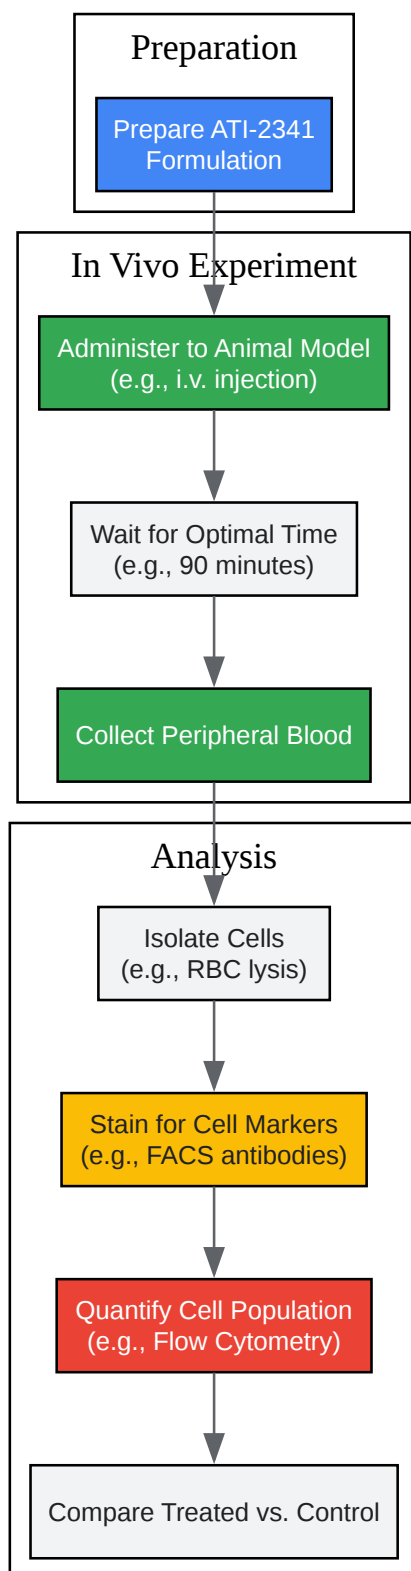 Preparation
Prepare ATI-2341
Formulation
In Vivo Experiment
Administer to Animal Model
(e.g., i.v. injection)
Wait for Optimal Time
(e.g., 90 minutes)
Collect Peripheral Blood
Analysis
Isolate Cells
(e.g., RBC lysis)
Stain for Cell Markers
(e.g., FACS antibodies)
Quantify Cell Population
(e.g., Flow Cytometry)
Compare Treated vs. Control